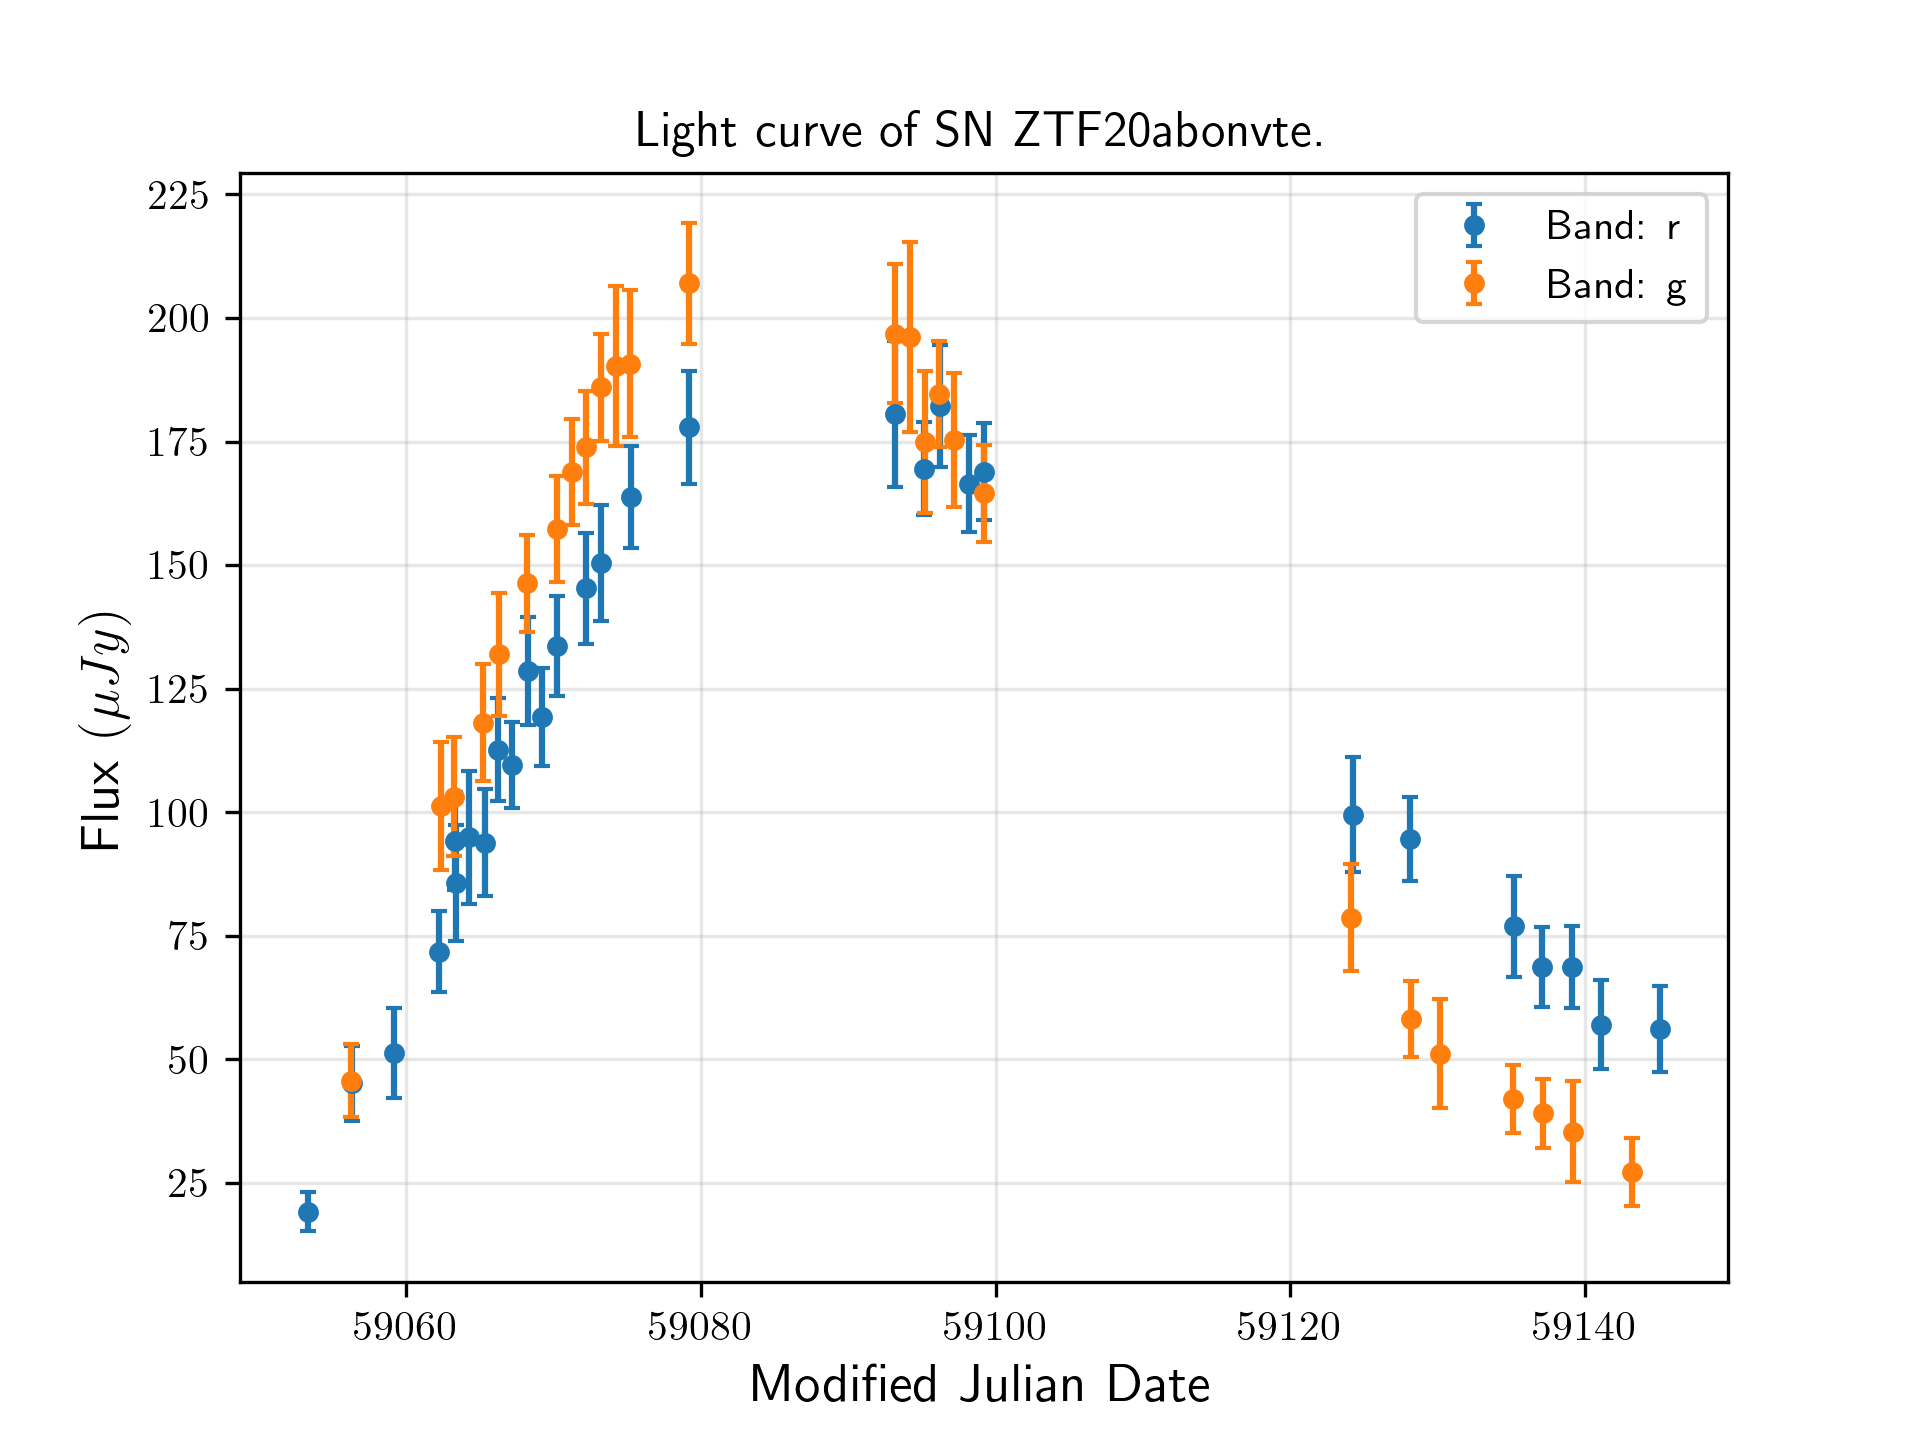 Light curve of SN ZTF20abonvte.
225
200
175
150
125
100
75
50
25
Flux (μJy)
Band: r
Band: g
59060 59080 59100 59120 59140
Modified Julian Date